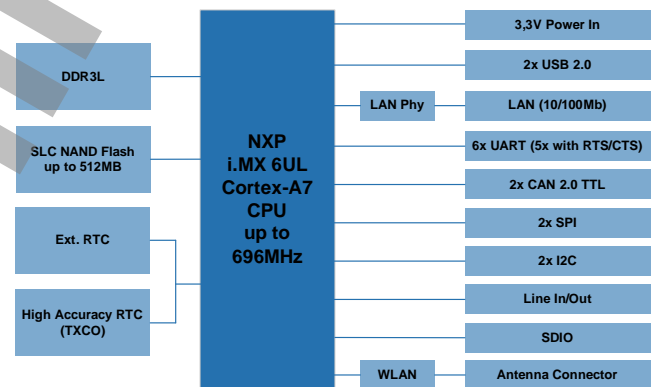 DDR3L
SLC NAND Flash
up to 512MB
Ext. RTC
High Accuracy RTC
(TXCO)
NXP
i.MX 6UL
Cortex-A7
CPU
up to
696MHz
LAN Phy
WLAN
3,3V Power In
2x USB 2.0
LAN (10/100Mb)
6x UART (5x with RTS/CTS)
2x CAN 2.0 TTL
2x SPI
2x I2C
Line In/Out
SDIO
Antenna Connector